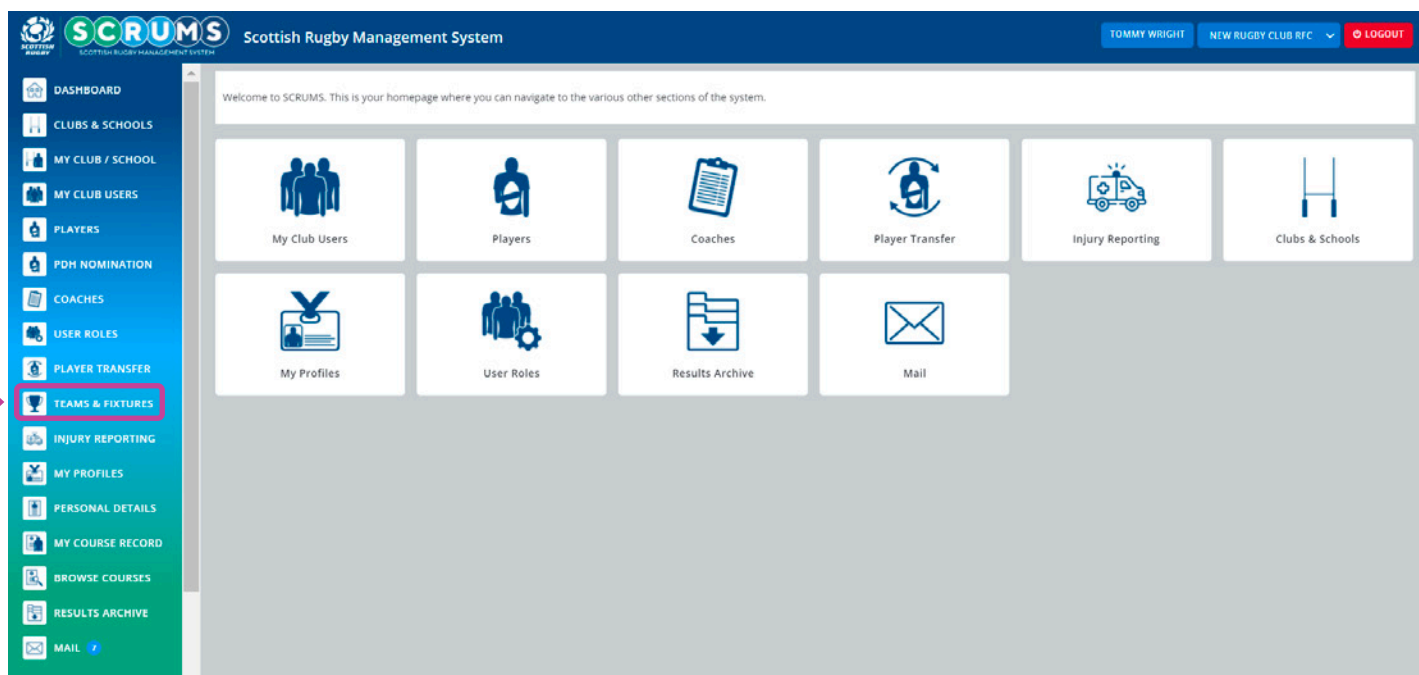 SCOTTISH
RUGBY
SCRUMS
SCOTTISH RUGBY MANAGEMENT SYSTEM
Scottish Rugby Management System
TOMMY WRIGHT
NEW RUGBY CLUB RFC
LOGOUT
DASHBOARD
CLUBS & SCHOOLS
MY CLUB / SCHOOL
MY CLUB USERS
PLAYERS
PDH NOMINATION
COACHES
USER ROLES
PLAYER TRANSFER
TEAMS & FIXTURES
INJURY REPORTING
MY PROFILES
PERSONAL DETAILS
MY COURSE RECORD
BROWSE COURSES
RESULTS ARCHIVE
MAIL 7
Welcome to SCRUMS. This is your homepage where you can navigate to the various other sections of the system.
My Club Users
Players
Coaches
Player Transfer
Injury Reporting
Clubs & Schools
My Profiles
User Roles
Results Archive
Mail